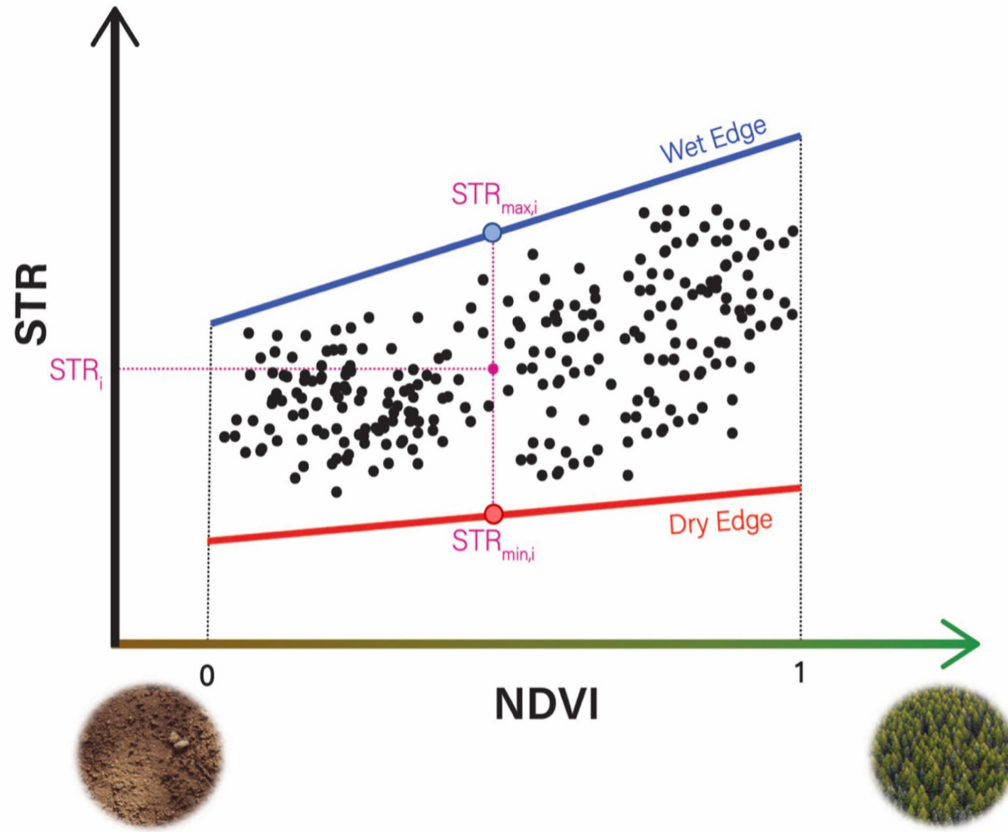 Wet Edge
STRmax,i
STR
STRi
Dry Edge
STRmin,i
0
1
NDVI